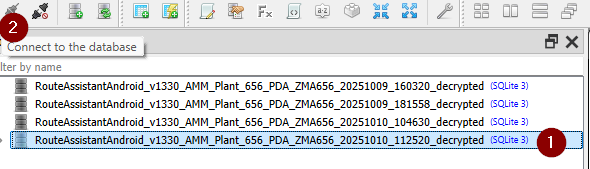 2
Connect to the database
lter by name
RouteAssistantAndroid_v1330_AMM_Plant_656_PDA_ZMA656_20251009_160320_decrypted (SQLite 3)
RouteAssistantAndroid_v1330_AMM_Plant_656_PDA_ZMA656_20251009_181558_decrypted (SQLite 3)
RouteAssistantAndroid_v1330_AMM_Plant_656_PDA_ZMA656_20251010_104630_decrypted (SQLite 3)
RouteAssistantAndroid_v1330_AMM_Plant_656_PDA_ZMA656_20251010_112520_decrypted (SQLite 3) 1